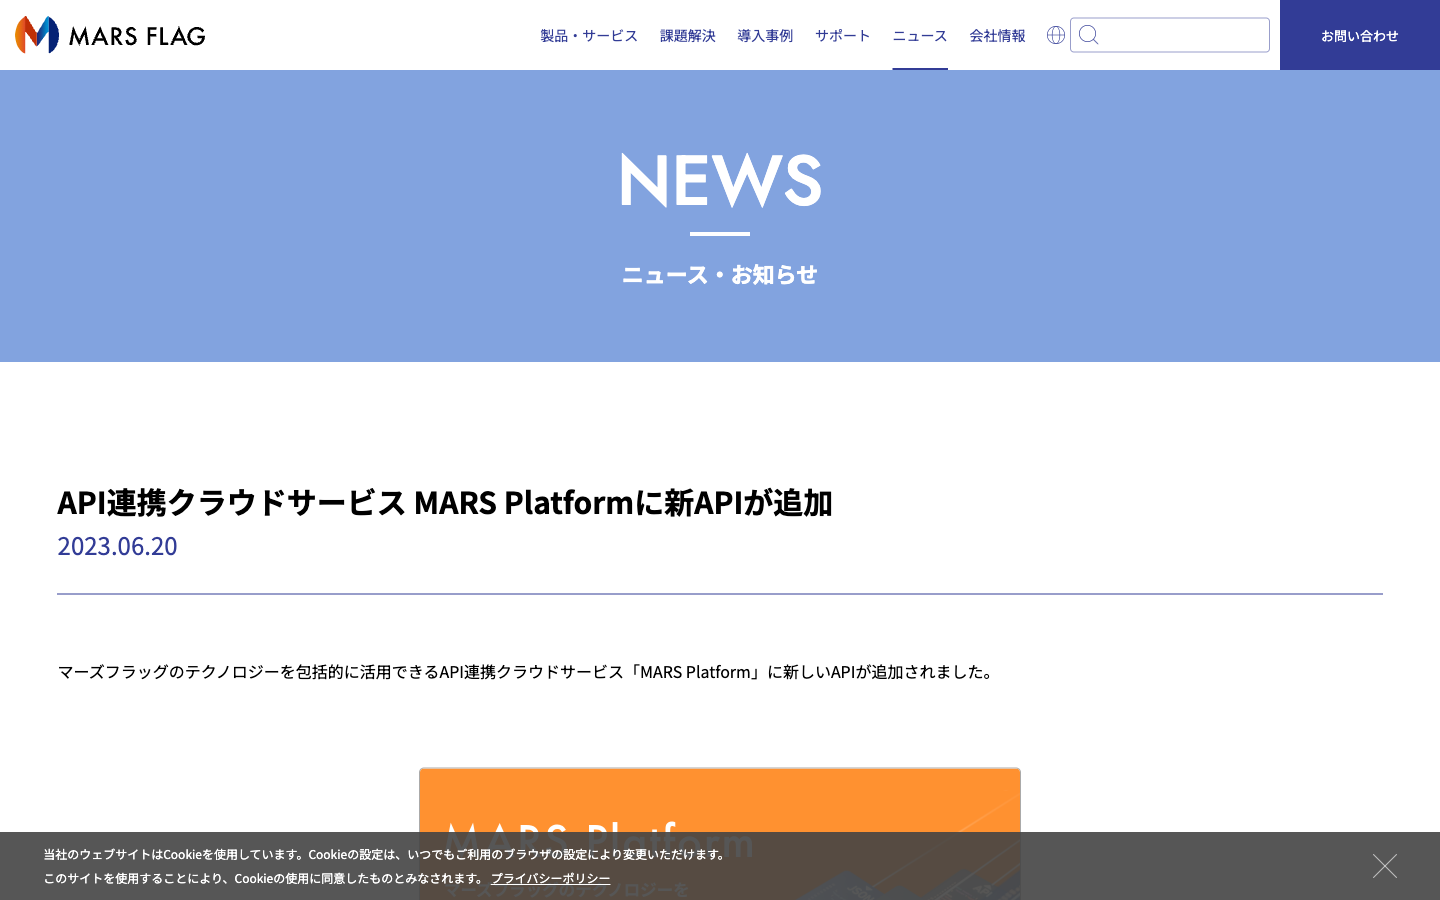 MARS FLAG
製品・サービス 課題解決 導入事例 サポート ニュース 会社情報 お問い合わせ
NEWS
ニュース・お知らせ
API連携クラウドサービス MARS Platformに新APIが追加
2023.06.20
マーズフラッグのテクノロジーを包括的に活用できるAPI連携クラウドサービス「MARS Platform」に新しいAPIが追加されました。
MARS Platform
マーズフラッグのテクノロジーを
当社のウェブサイトはCookieを使用しています。Cookieの設定は、いつでもご利用のブラウザの設定により変更いただけます。
このサイトを使用することにより、Cookieの使用に同意したものとみなされます。 プライバシーポリシー